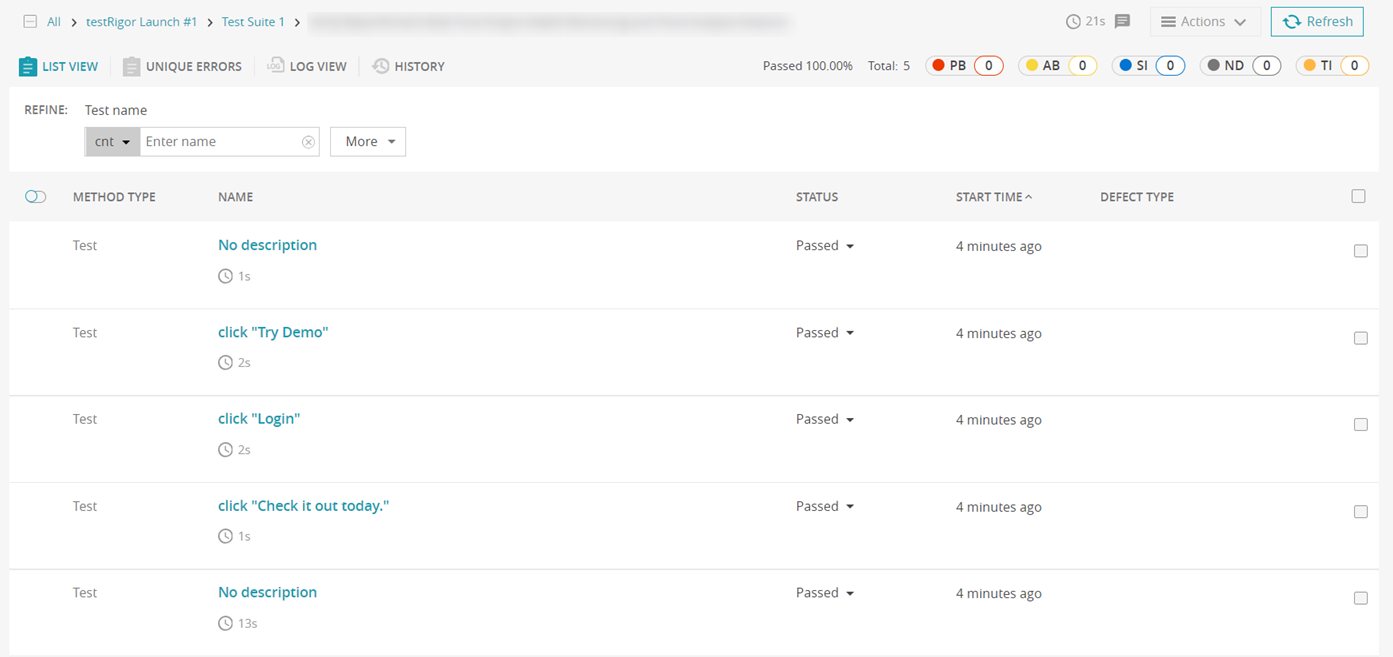 All > testRigor Launch #1 > Test Suite 1 >
21s Actions Refresh
LIST VIEW UNIQUE ERRORS LOG LOG VIEW HISTORY Passed 100.00% Total: 5 PB 0 AB 0 SI 0 ND 0 TI 0
REFINE: Test name
cnt Enter name More
METHOD TYPE NAME STATUS START TIME DEFECT TYPE
Test No description Passed 4 minutes ago
1s
Test click "Try Demo" Passed 4 minutes ago
2s
Test click "Login" Passed 4 minutes ago
2s
Test click "Check it out today." Passed 4 minutes ago
1s
Test No description Passed 4 minutes ago
13s